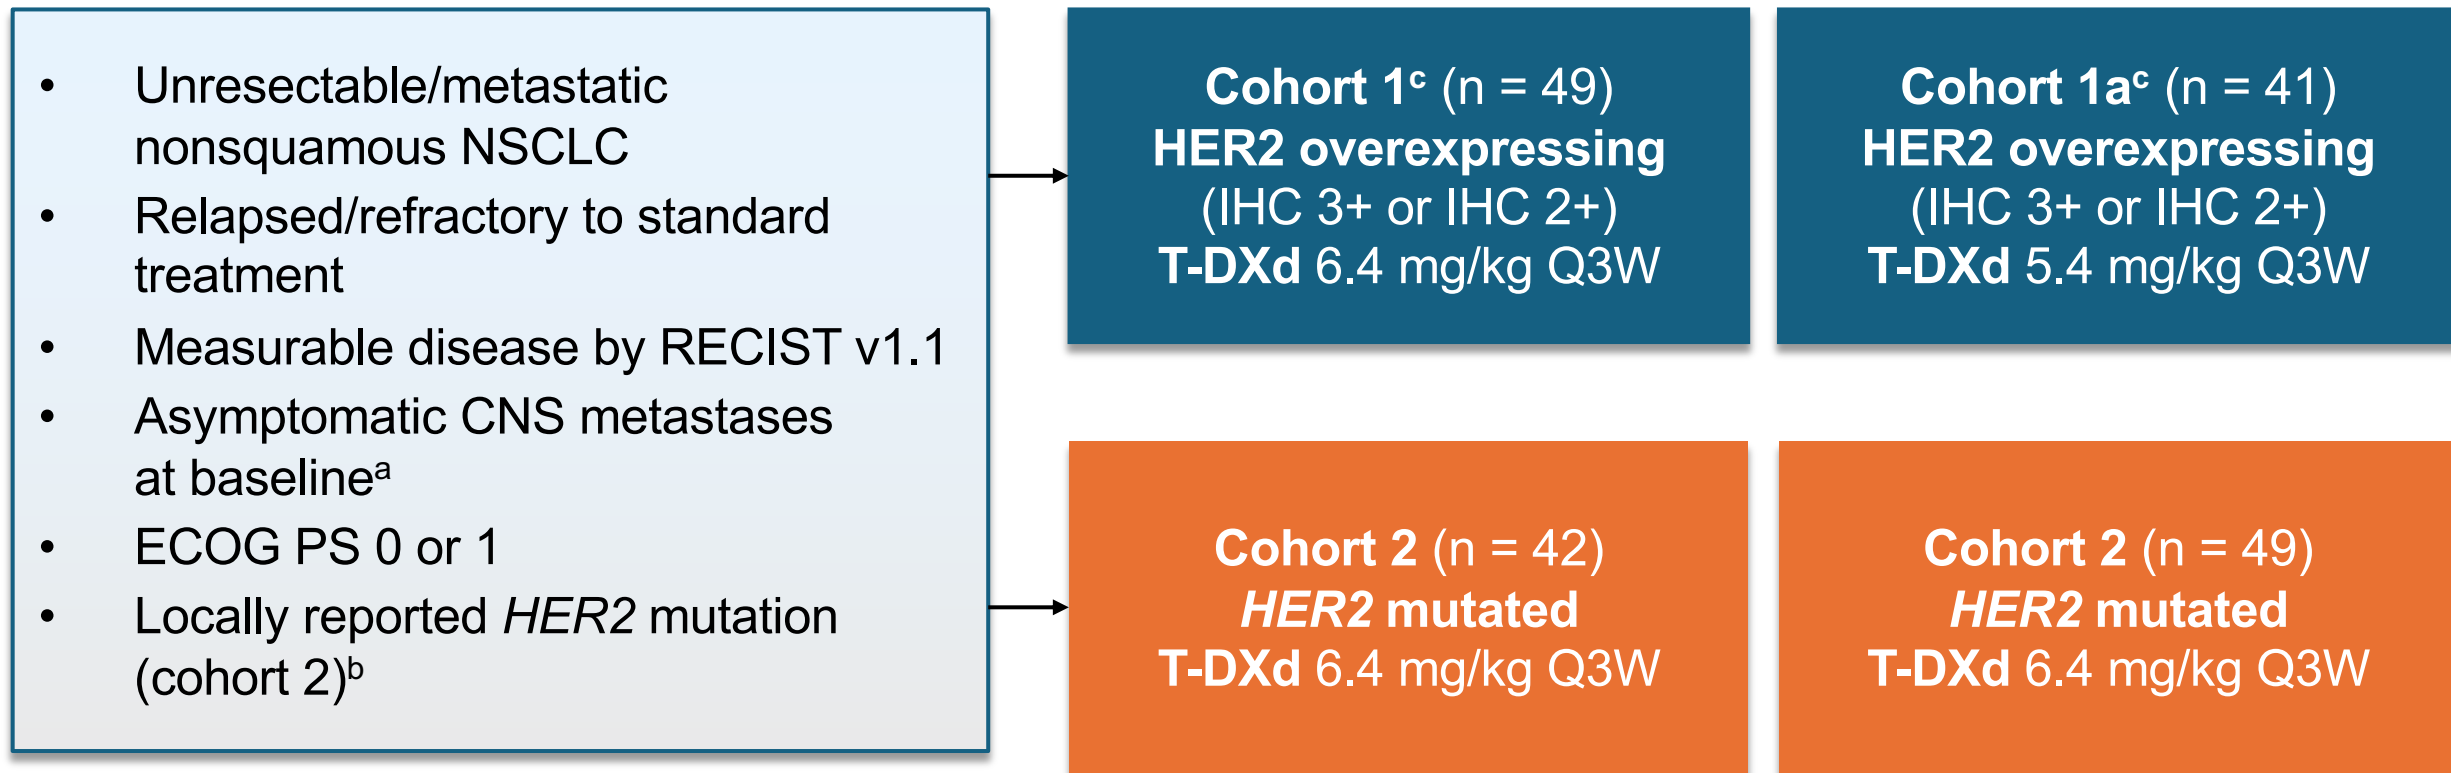 • Unresectable/metastatic
nonsquamous NSCLC
• Relapsed/refractory to standard
treatment
• Measurable disease by RECIST v1.1
• Asymptomatic CNS metastases
at baselineᵃ
• ECOG PS 0 or 1
• Locally reported HER2 mutation
(cohort 2)ᵇ
Cohort 1ᶜ (n = 49)
HER2 overexpressing
(IHC 3+ or IHC 2+)
T-DXd 6.4 mg/kg Q3W
Cohort 1aᶜ (n = 41)
HER2 overexpressing
(IHC 3+ or IHC 2+)
T-DXd 5.4 mg/kg Q3W
Cohort 2 (n = 42)
HER2 mutated
T-DXd 6.4 mg/kg Q3W
Cohort 2 (n = 49)
HER2 mutated
T-DXd 6.4 mg/kg Q3W